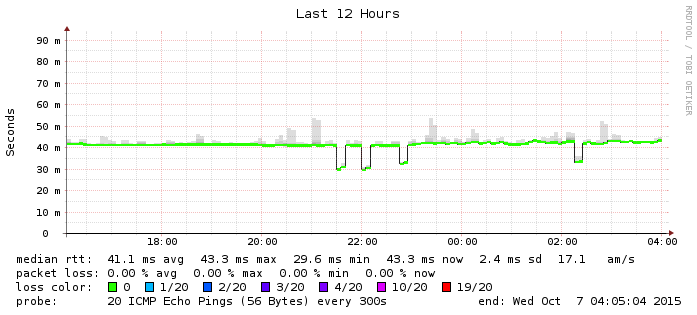 Last 12 Hours
RRDTOOL / TOBI OETIKER
Seconds
90 m
80 m
70 m
60 m
50 m
40 m
30 m
20 m
10 m
0
18:00 20:00 22:00 00:00 02:00 04:00
median rtt: 41.1 ms avg 43.3 ms max 29.6 ms min 43.3 ms now 2.4 ms sd 17.1 am/s
packet loss: 0.00 % avg 0.00 % max 0.00 % min 0.00 % now
loss color: 0 1/20 2/20 3/20 4/20 10/20 19/20
probe: 20 ICMP Echo Pings (56 Bytes) every 300s end: Wed Oct 7 04:05:04 2015